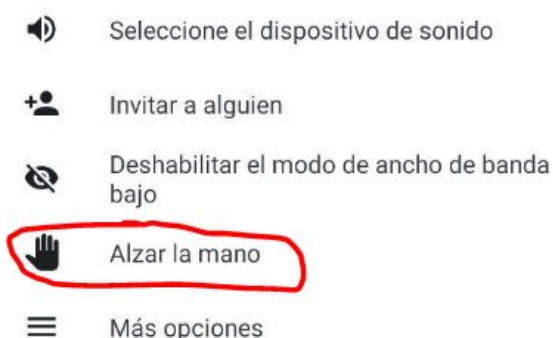 Seleccione el dispositivo de sonido
Invitar a alguien
Deshabilitar el modo de ancho de banda
bajo
Alzar la mano
Más opciones